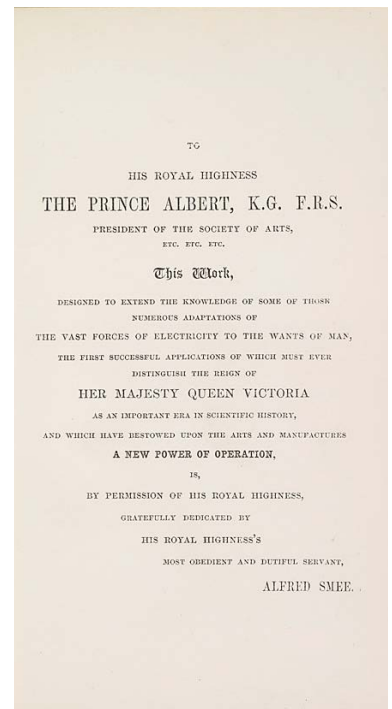 TO
HIS ROYAL HIGHNESS
THE PRINCE ALBERT, K.G. F.R.S.
PRESIDENT OF THE SOCIETY OF ARTS,
ETC. ETC. ETC.
This Work,
DESIGNED TO EXTEND THE KNOWLEDGE OF SOME OF THOSE
NUMEROUS ADAPTATIONS OF
THE VAST FORCES OF ELECTRICITY TO THE WANTS OF MAN,
THE FIRST SUCCESSFUL APPLICATIONS OF WHICH MUST EVER
DISTINGUISH THE REIGN OF
HER MAJESTY QUEEN VICTORIA
AS AN IMPORTANT ERA IN SCIENTIFIC HISTORY,
AND WHICH HAVE BESTOWED UPON THE ARTS AND MANUFACTURES
A NEW POWER OF OPERATION,
IS,
BY PERMISSION OF HIS ROYAL HIGHNESS,
GRATEFULLY DEDICATED BY
HIS ROYAL HIGHNESS'S
MOST OBEDIENT AND DUTIFUL SERVANT,
ALFRED SMEE.